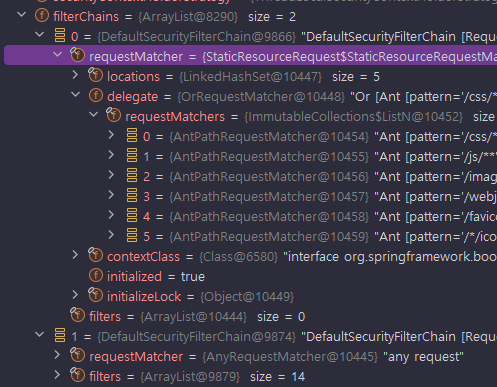 filterChains = {ArrayList@8290} size = 2
0 = {DefaultSecurityFilterChain@9866} "DefaultSecurityFilterChain [Reque
requestMatcher = {StaticResourceRequest$StaticResourceRequestMa
locations = {LinkedHashSet@10447} size = 5
delegate = {OrRequestMatcher@10448} "Or [Ant [pattern='/css/*
requestMatchers = {ImmutableCollections$ListN@10452} size
0 = {AntPathRequestMatcher@10454} "Ant [pattern='/css/*
1 = {AntPathRequestMatcher@10455} "Ant [pattern='/js/**'
2 = {AntPathRequestMatcher@10456} "Ant [pattern='/imag
3 = {AntPathRequestMatcher@10457} "Ant [pattern='/webj
4 = {AntPathRequestMatcher@10458} "Ant [pattern='/favic
5 = {AntPathRequestMatcher@10459} "Ant [pattern='/*/ico
contextClass = {Class@6580} "interface org.springframework.boo
initialized = true
initializeLock = {Object@10449}
filters = {ArrayList@10444} size = 0
1 = {DefaultSecurityFilterChain@9874} "DefaultSecurityFilterChain [Requ
requestMatcher = {AnyRequestMatcher@10445} "any request"
filters = {ArrayList@9879} size = 14